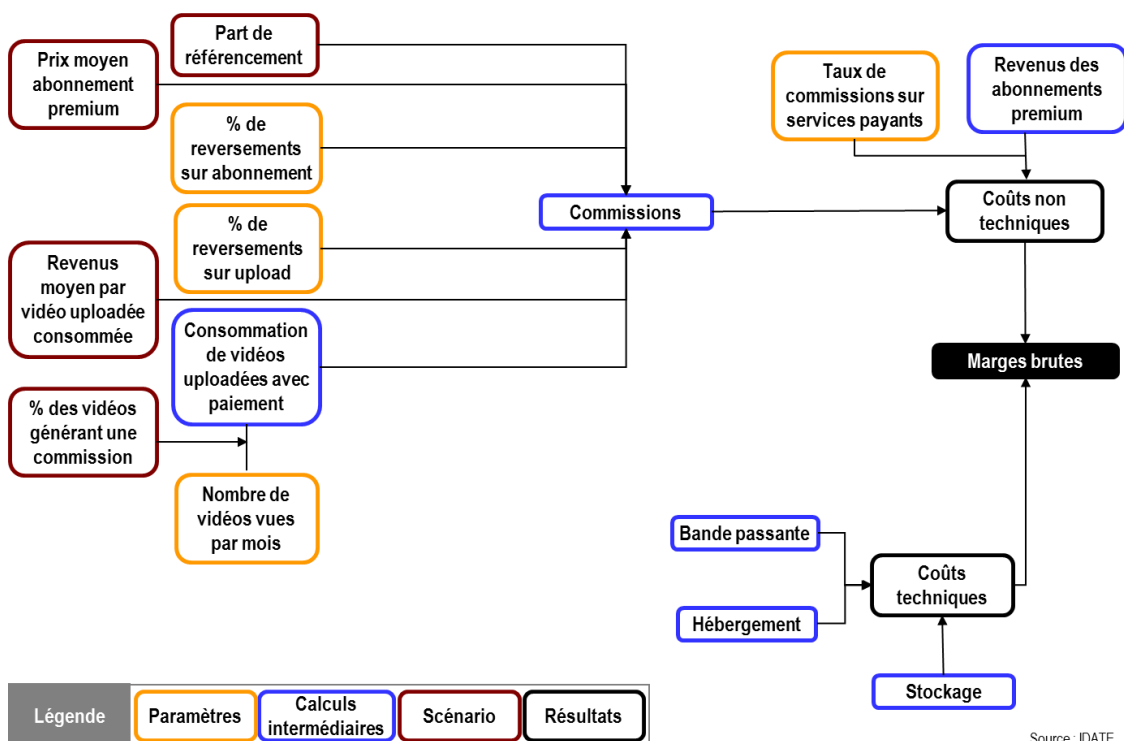 Part de
référencement
Prix moyen
abonnement
premium
% de
reversements
sur abonnement
% de
reversements
sur upload
Revenus
moyen par
vidéo uploadée
consommée
Consommation
de vidéos
uploadées avec
paiement
% des vidéos
générant une
commission
Nombre de
vidéos vues
par mois
Commissions
Taux de
commissions sur
services payants
Revenus des
abonnements
premium
Coûts non
techniques
Marges brutes
Bande passante
Hébergement
Coûts
techniques
Stockage
Légende
Paramètres
Calculs
intermédiaires
Scénario
Résultats
Source : IDATE